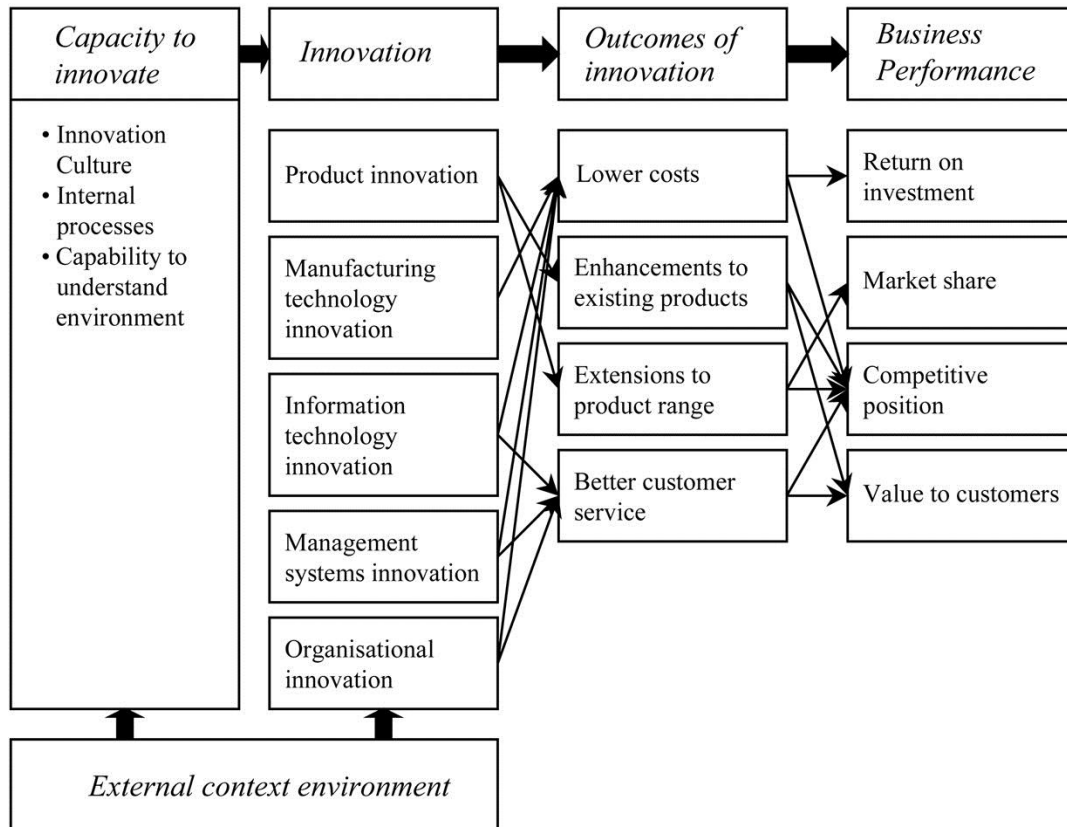 Capacity to
innovate
• Innovation
Culture
• Internal
processes
• Capability to
understand
environment
Innovation
Product innovation
Manufacturing
technology
innovation
Information
technology
innovation
Management
systems innovation
Organisational
innovation
Outcomes of
innovation
Lower costs
Enhancements to
existing products
Extensions to
product range
Better customer
service
Business
Performance
Return on
investment
Market share
Competitive
position
Value to customers
External context environment